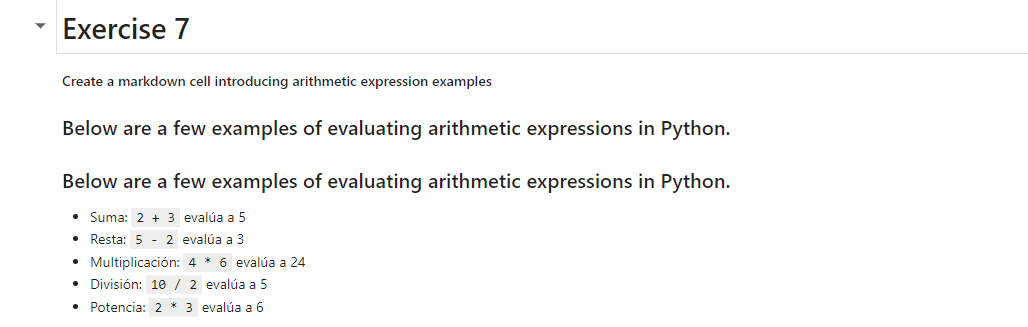 Exercise 7
Create a markdown cell introducing arithmetic expression examples
Below are a few examples of evaluating arithmetic expressions in Python.
Below are a few examples of evaluating arithmetic expressions in Python.
• Suma: 2 + 3 evalúa a 5
• Resta: 5 - 2 evalúa a 3
• Multiplicación: 4 * 6 evalúa a 24
• División: 10 / 2 evalúa a 5
• Potencia: 2 * 3 evalúa a 6